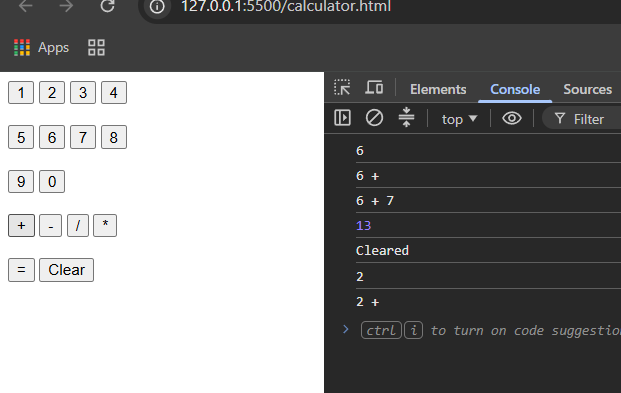 127.0.0.1:5500/calculator.html
Apps
1 2 3 4
5 6 7 8
9 0
+ - / *
= Clear
Elements Console Sources
top Filter
6
6 +
6 + 7
13
Cleared
2
2 +
ctrl i to turn on code suggestio